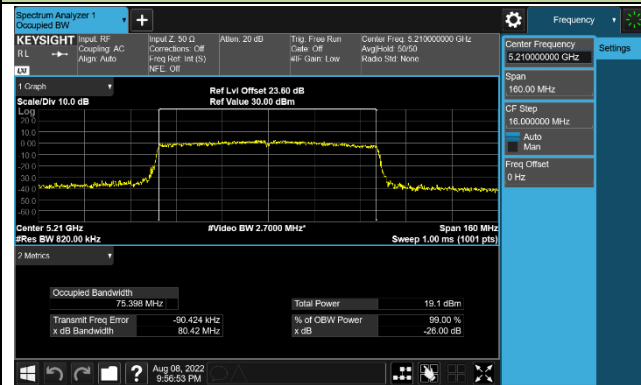 Spectrum Analyzer 1
Occupied BW
Frequency
KEYSIGHT
Input: RF
Input Z: 50 Ω
Atten: 20 dB
Trig: Free Run
Center Freq: 5.210000000 GHz
RL
Coupling: AC
Corrections: Off
Gate: Off
Avg|Hold: 50/50
Align: Auto
Freq Ref: Int (S)
#IF Gain: Low
Radio Std: None
NFE: Off
LXI
Center Frequency
5.210000000 GHz
Settings
Span
160.00 MHz
CF Step
16.000000 MHz
Auto
Man
Freq Offset
0 Hz
1 Graph
Ref Lvl Offset 23.60 dB
Scale/Div 10.0 dB
Ref Value 30.00 dBm
Log
20.0
10.0
0.00
-10.0
-20.0
-30.0
-40.0
-50.0
-60.0
Center 5.21 GHz
#Video BW 2.7000 MHz*
Span 160 MHz
#Res BW 820.00 kHz
Sweep 1.00 ms (1001 pts)
2 Metrics
Occupied Bandwidth
75.398 MHz
Total Power
19.1 dBm
Transmit Freq Error
-90.424 kHz
% of OBW Power
99.00 %
x dB Bandwidth
80.42 MHz
x dB
-26.00 dB
?
Aug 08, 2022
9:56:53 PM